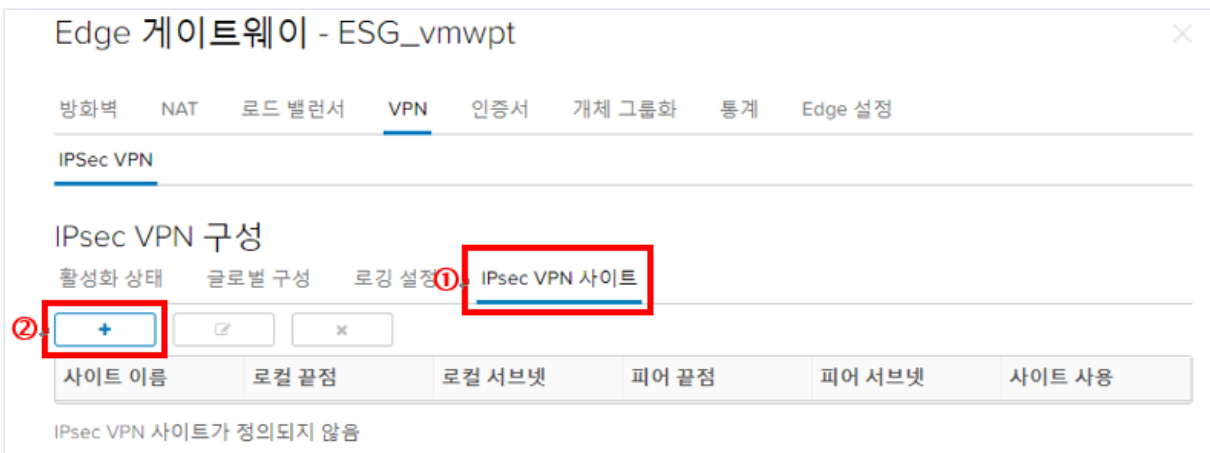 Edge 게이트웨이 - ESG_vmwpt
방화벽 NAT 로드 밸런서 VPN 인증서 개체 그룹화 통계 Edge 설정
IPSec VPN
IPsec VPN 구성
활성화 상태 글로벌 구성 로깅 설정 ① IPsec VPN 사이트
② +
사이트 이름 로컬 끝점 로컬 서브넷 피어 끝점 피어 서브넷 사이트 사용
IPsec VPN 사이트가 정의되지 않음